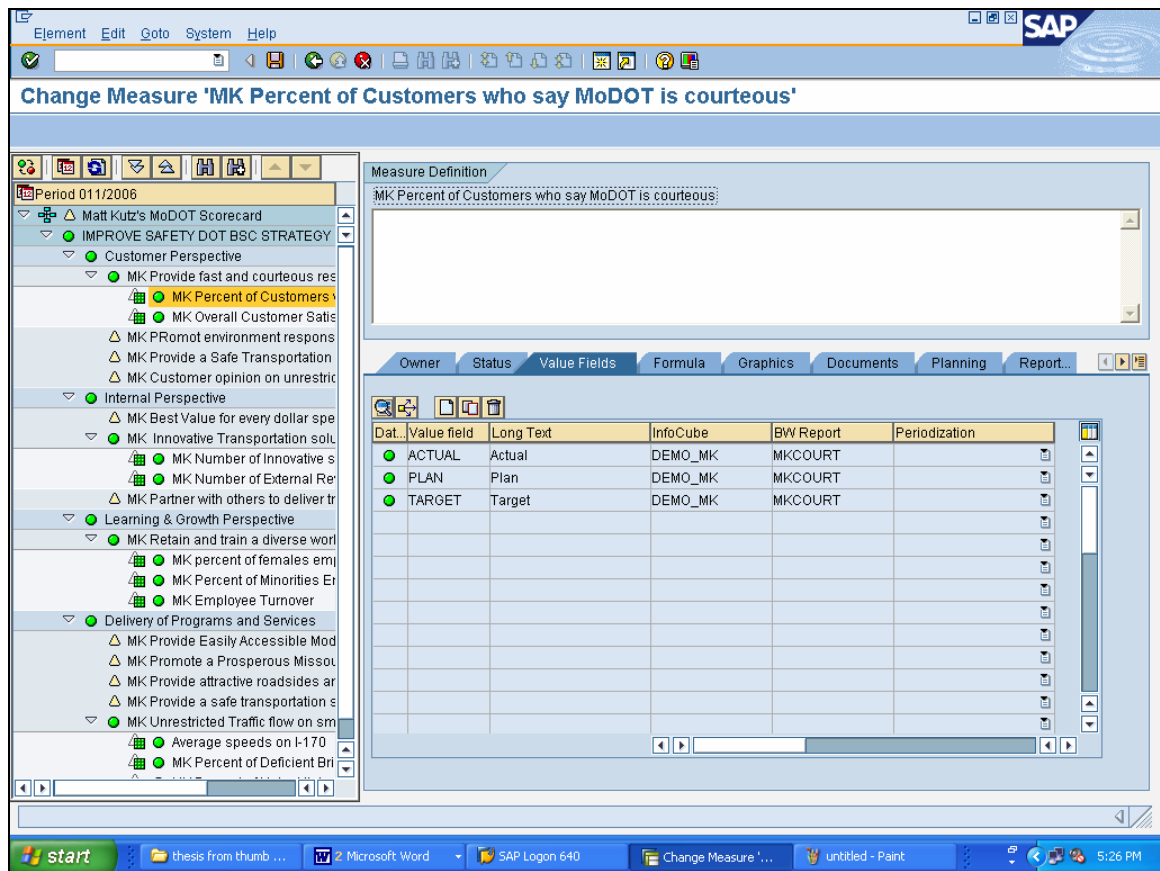 Element Edit Goto System Help
SAP
Change Measure 'MK Percent of Customers who say MoDOT is courteous'
Period 011/2006
Matt Kutz's MoDOT Scorecard
IMPROVE SAFETY DOT BSC STRATEGY
Customer Perspective
MK Provide fast and courteous res
MK Percent of Customers
MK Overall Customer Satis
MK PRomot environment respons
MK Provide a Safe Transportation
MK Customer opinion on unrestric
Internal Perspective
MK Best Value for every dollar spe
MK Innovative Transportation solu
MK Number of Innovative s
MK Number of External Re
MK Partner with others to deliver tr
Learning & Growth Perspective
MK Retain and train a diverse worl
MK percent of females em
MK Percent of Minorities Er
MK Employee Turnover
Delivery of Programs and Services
MK Provide Easily Accessible Mod
MK Promote a Prosperous Missou
MK Provide attractive roadsides ar
MK Provide a safe transportation s
MK Unrestricted Traffic flow on sm
Average speeds on I-170
MK Percent of Deficient Bri
Measure Definition
MK Percent of Customers who say MoDOT is courteous
Owner Status Value Fields Formula Graphics Documents Planning Report...
Dat... Value field Long Text InfoCube BW Report Periodization
ACTUAL Actual DEMO_MK MKCOURT
PLAN Plan DEMO_MK MKCOURT
TARGET Target DEMO_MK MKCOURT
start thesis from thumb ... 2 Microsoft Word SAP Logon 640 Change Measure '... untitled - Paint 5:26 PM